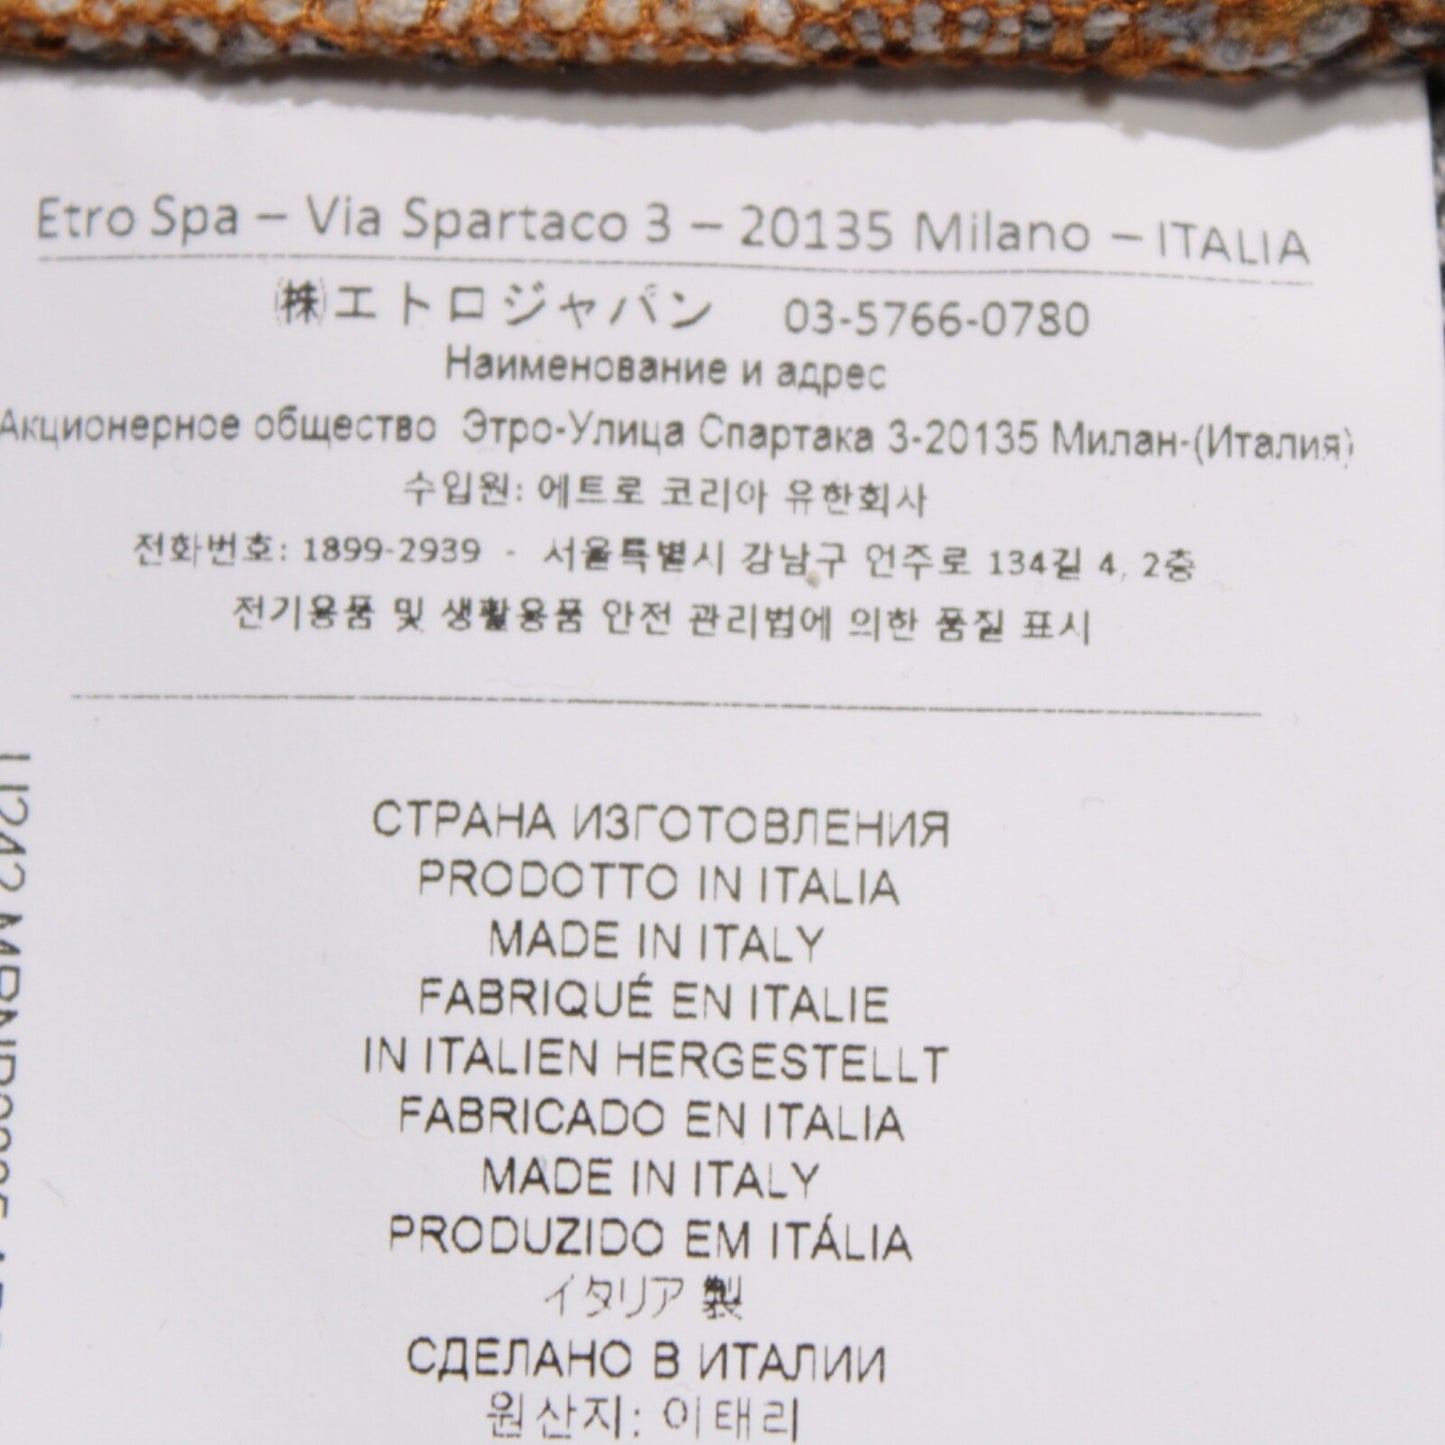 Etro Spa – Via Spartaco 3 – 20135 Milano – ITALIA
㈱エトロジャパン 03-5766-0780
Наименование и адрес
Акционерное общество Этро-Улица Спартака 3-20135 Милан-(Италия)
수입원: 에트로 코리아 유한회사
전화번호: 1899-2939 - 서울특별시 강남구 언주로 134길 4, 2층
전기용품 및 생활용품 안전 관리법에 의한 품질 표시
СТРАНА ИЗГОТОВЛЕНИЯ
PRODOTTO IN ITALIA
MADE IN ITALY
FABRIQUÉ EN ITALIE
IN ITALIEN HERGESTELLT
FABRICADO EN ITALIA
MADE IN ITALY
PRODUZIDO EM ITÁLIA
イタリア 製
СДЕЛАНО В ИТАЛИИ
원산지: 이태리